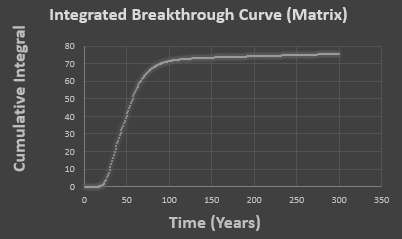 Integrated Breakthrough Curve (Matrix)
Cumulative Integral
80
70
60
50
40
30
20
10
0
0 50 100 150 200 250 300 350
Time (Years)